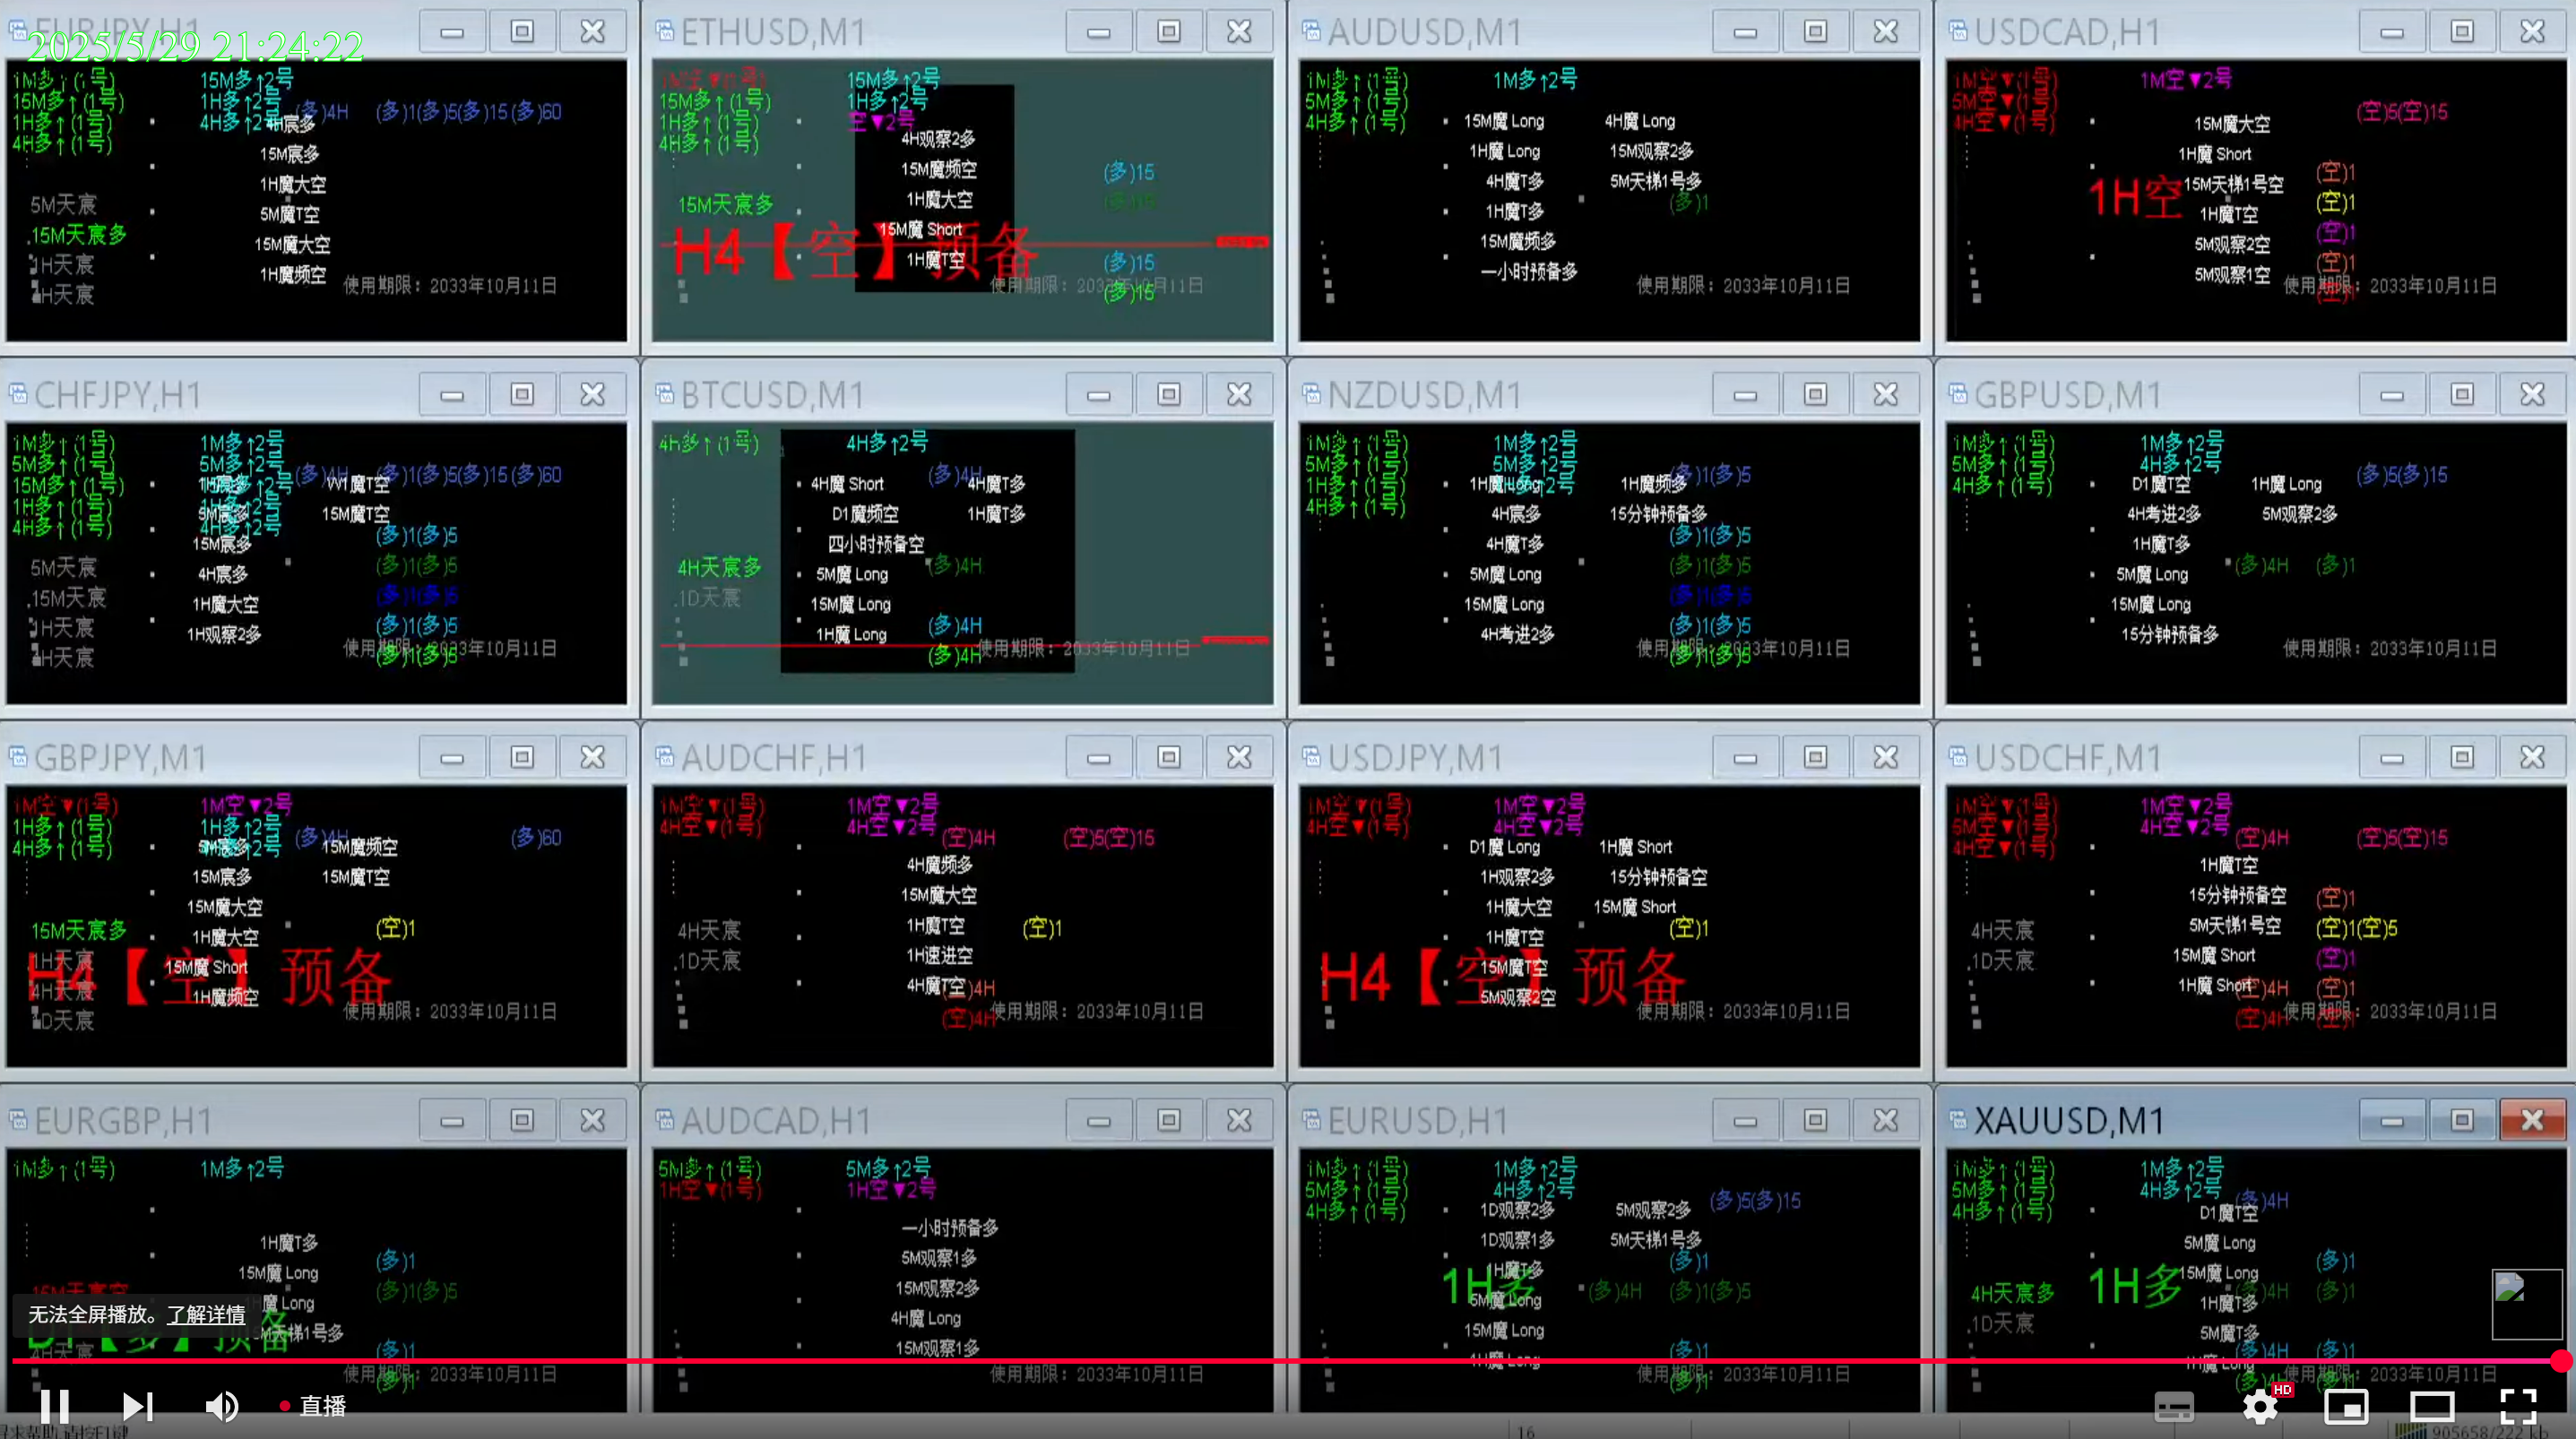 EURJPY,H1
2025/5/29 21:24:22
1M多↑(1号)
15M多↑(1号)
1H多↑(1号)
4H多↑(1号)
15M多↑2号
1H多↑2号
4H多↑2号
(多)4H
(多)1(多)5(多)15(多)60
4H宸多
15M宸多
1H魔大空
5M魔T空
15M魔大空
1H魔频空
5M天宸
15M天宸多
1H天宸
4H天宸
使用期限：2033年10月11日
ETHUSD,M1
1M空▼(1号)
15M多↑(1号)
1H多↑(1号)
4H多↑(1号)
15M多↑2号
1H多↑2号
空▼2号
4H观察2多
15M魔频空
1H魔大空
15M魔 Short
1H魔T空
15M天宸多
H4【空】预备
(多)15
(多)15
(多)15
(多)15
使用期限：2033年10月11日
AUDUSD,M1
1M多↑(1号)
5M多↑(1号)
4H多↑(1号)
1M多↑2号
15M魔 Long
4H魔 Long
1H魔 Long
15M观察2多
4H魔T多
5M天梯1号多
1H魔T多
(多)1
15M魔频多
一小时预备多
使用期限：2033年10月11日
USDCAD,H1
1M空▼(1号)
5M空▼(1号)
4H空▼(1号)
1M空▼2号
(空)5(空)15
15M魔大空
1H魔 Short
15M天梯1号空
1H魔T空
5M观察2空
5M观察1空
1H空
(空)1
(空)1
(空)1
(空)1
(空)1
使用期限：2033年10月11日
CHFJPY,H1
1M多↑(1号)
5M多↑(1号)
15M多↑(1号)
1H多↑(1号)
4H多↑(1号)
1M多↑2号
5M多↑2号
4H多↑2号
(多)4H
(多)1(多)5(多)15(多)60
W1魔T空
15M魔T空
5M宸多
15M宸多
4H宸多
1H魔大空
1H观察2多
5M天宸
15M天宸
1H天宸
4H天宸
(多)1(多)5
(多)1(多)5
(多)1(多)5
(多)1(多)5
(多)1(多)5
使用期限：2033年10月11日
BTCUSD,M1
4H多↑(1号)
4H多↑2号
(多)4H
4H魔 Short
4H魔T多
D1魔频空
1H魔T多
四小时预备空
5M魔 Long
15M魔 Long
1H魔 Long
4H天宸多
1D天宸
(多)4H
(多)4H
(多)4H
使用期限：2033年10月11日
NZDUSD,M1
1M多↑(1号)
5M多↑(1号)
1H多↑(1号)
4H多↑(1号)
1M多↑2号
5M多↑2号
(多)1(多)5
1H魔 Long
1H魔频多
4H宸多
15分钟预备多
4H魔T多
5M魔 Long
15M魔 Long
4H考进2多
(多)1(多)5
(多)1(多)5
(多)1(多)5
(多)1(多)5
(多)1(多)5
使用期限：2033年10月11日
GBPUSD,M1
1M多↑(1号)
5M多↑(1号)
4H多↑(1号)
1M多↑2号
4H多↑2号
(多)5(多)15
D1魔T空
1H魔 Long
4H考进2多
5M观察2多
1H魔T多
5M魔 Long
15M魔 Long
15分钟预备多
(多)4H
(多)1
使用期限：2033年10月11日
GBPJPY,M1
1M空▼(1号)
1H多↑(1号)
4H多↑(1号)
1M空▼2号
1H多↑2号
4H多↑2号
(多)4H
(多)60
5M宸多
15M魔频空
15M宸多
15M魔T空
15M魔大空
1H魔大空
15M魔 Short
1H魔频空
(空)1
15M天宸多
1H天宸
4H天宸
1D天宸
H4【空】预备
使用期限：2033年10月11日
AUDCHF,H1
1M空▼(1号)
4H空▼(1号)
1M空▼2号
4H空▼2号
(空)4H
(空)5(空)15
4H魔频多
15M魔大空
1H魔T空
1H速进空
4H魔T空
(空)1
4H天宸
1D天宸
(空)4H
(空)4H
使用期限：2033年10月11日
USDJPY,M1
1M空▼(1号)
4H空▼(1号)
1M空▼2号
4H空▼2号
D1魔 Long
1H魔 Short
1H观察2多
15分钟预备空
1H魔大空
15M魔 Short
1H魔T空
(空)1
15M魔T空
5M观察2空
H4【空】预备
使用期限：2033年10月11日
USDCHF,M1
1M空▼(1号)
5M空▼(1号)
4H空▼(1号)
1M空▼2号
4H空▼2号
(空)4H
(空)5(空)15
1H魔T空
15分钟预备空
5M天梯1号空
15M魔 Short
1H魔 Short
(空)1
(空)1(空)5
(空)1
(空)4H
(空)1
(空)4H
(空)1
4H天宸
1D天宸
使用期限：2033年10月11日
EURGBP,H1
1M多↑(1号)
1M多↑2号
1H魔T多
15M魔 Long
魔 Long
5M天梯1号多
(多)1
(多)1(多)5
(多)1
(多)1
15M天宸空
D1【多】预备
4H天宸
使用期限：2033年10月11日
无法全屏播放。了解详情
AUDCAD,H1
5M多↑(1号)
1H空▼(1号)
5M多↑2号
1H空▼2号
一小时预备多
5M观察1多
15M观察2多
4H魔 Long
15M观察1多
使用期限：2033年10月11日
EURUSD,H1
1M多↑(1号)
5M多↑(1号)
4H多↑(1号)
1M多↑2号
4H多↑2号
1D观察2多
5M观察2多
(多)5(多)15
1D观察1多
5M天梯1号多
1H魔T多
5M魔 Long
15M魔 Long
1H多
(多)1
(多)4H
(多)1(多)5
(多)1
(多)1
使用期限：2033年10月11日
XAUUSD,M1
1M多↑(1号)
5M多↑(1号)
4H多↑(1号)
1M多↑2号
4H多↑2号
(多)4H
D1魔T空
5M魔 Long
15M魔 Long
1H魔T多
5M魔T多
1H多
4H天宸多
1D天宸
(多)1
(多)4H
(多)1
(多)4H
(多)1
使用期限：2033年10月11日
直播
HD
16
905658/222 kb